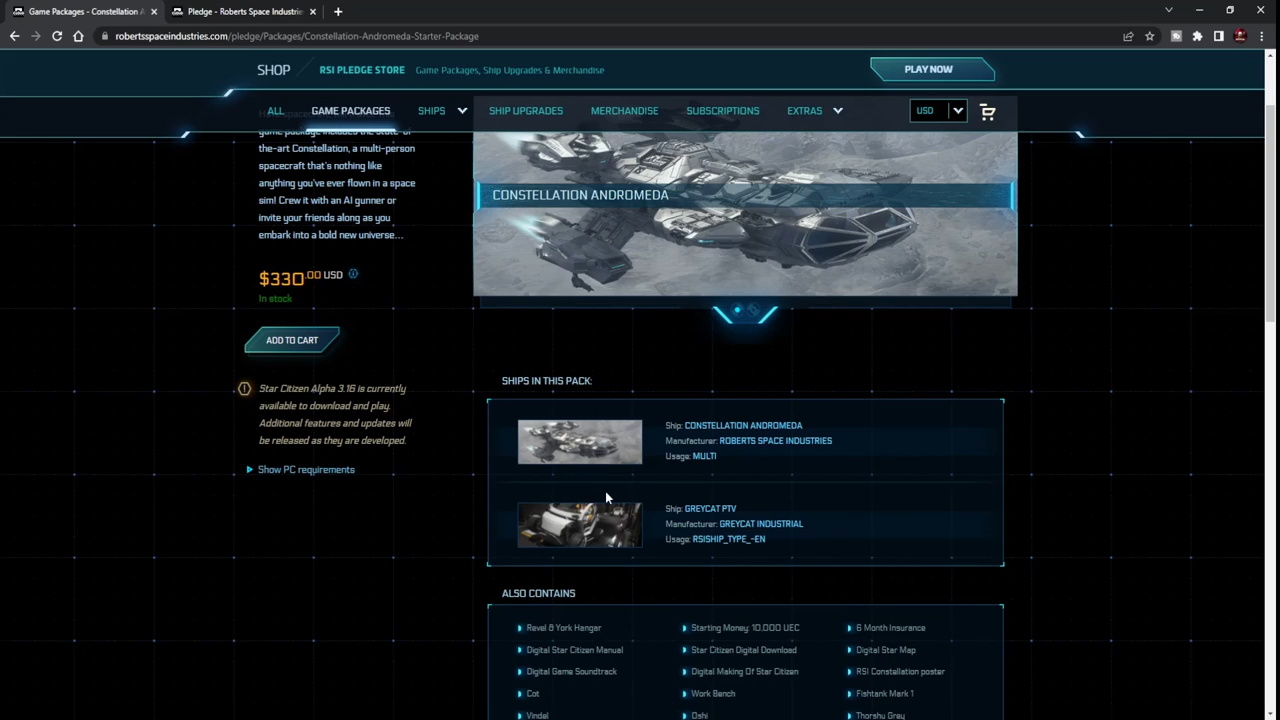 Game Packages - Constellation A
Pledge - Roberts Space Industrie
robertsspaceindustries.com/pledge/Packages/Constellation-Andromeda-Starter-Package
SHOP
RSI PLEDGE STORE
Game Packages, Ship Upgrades & Merchandise
PLAY NOW
ALL
GAME PACKAGES
SHIPS
SHIP UPGRADES
MERCHANDISE
SUBSCRIPTIONS
EXTRAS
USD
game package includes the state-of-
the-art Constellation, a multi-person
spacecraft that's nothing like
anything you've ever flown in a space
sim! Crew it with an AI gunner or
invite your friends along as you
embark into a bold new universe...
$330.00 USD
In stock
ADD TO CART
Star Citizen Alpha 3.16 is currently
available to download and play.
Additional features and updates will
be released as they are developed.
Show PC requirements
CONSTELLATION ANDROMEDA
SHIPS IN THIS PACK:
Ship: CONSTELLATION ANDROMEDA
Manufacturer: ROBERTS SPACE INDUSTRIES
Usage: MULTI
Ship: GREYCAT PTV
Manufacturer: GREYCAT INDUSTRIAL
Usage: RSISHIP_TYPE_-EN
ALSO CONTAINS
Revel & York Hangar
Starting Money: 10,000 UEC
6 Month Insurance
Digital Star Citizen Manual
Star Citizen Digital Download
Digital Star Map
Digital Game Soundtrack
Digital Making Of Star Citizen
RSI Constellation poster
Cot
Work Bench
Fishtank Mark 1
Vindel
Oshi
Thorshu Grey